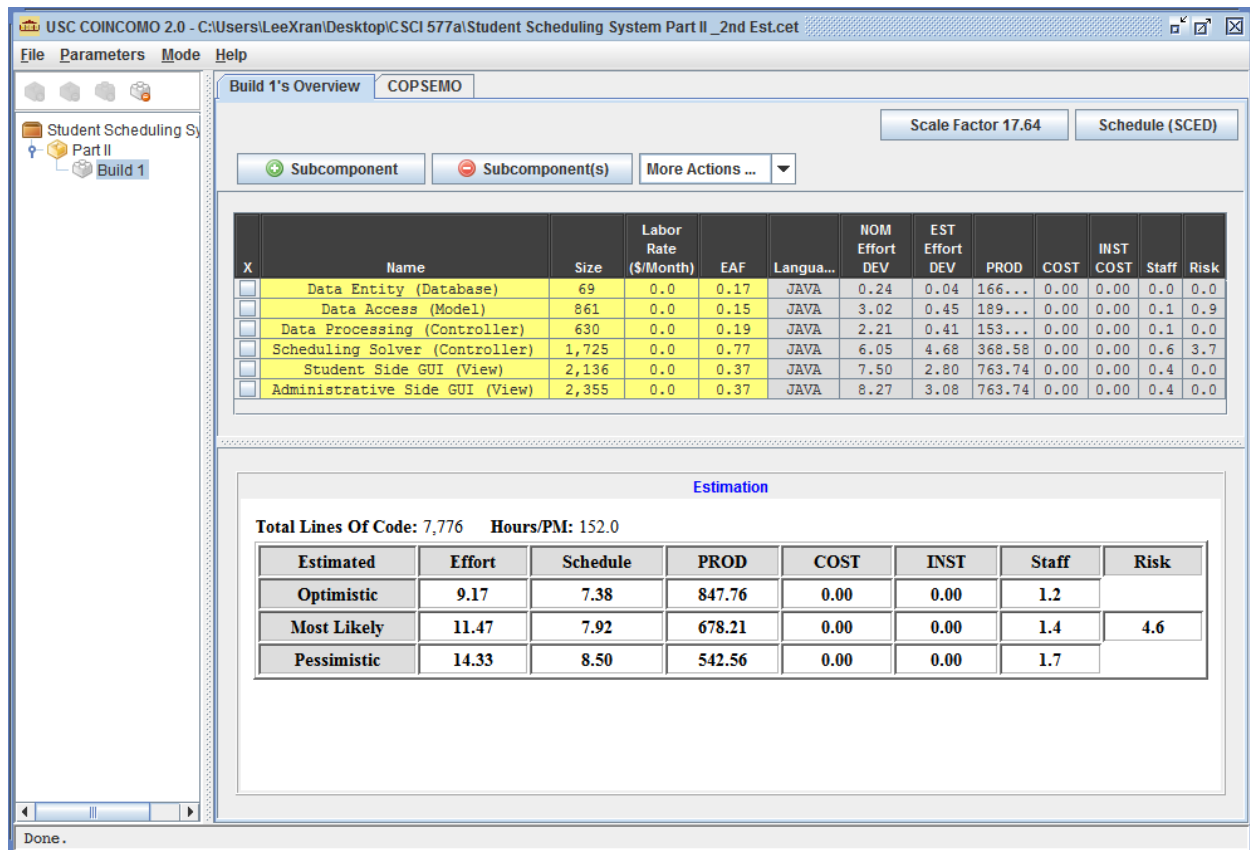 USC COINCOMO 2.0 - C:\Users\LeeXran\Desktop\CSCI 577a\Student Scheduling System Part II _2nd Est.cet
File Parameters Mode Help
Build 1's Overview COPSEMO
Student Scheduling Sy
Part II
Build 1
Scale Factor 17.64 Schedule (SCED)
Subcomponent Subcomponent(s) More Actions ...
X Name Size Labor Rate ($/Month) EAF Langua... NOM Effort DEV EST Effort DEV PROD COST INST COST Staff Risk
Data Entity (Database) 69 0.0 0.17 JAVA 0.24 0.04 166... 0.00 0.00 0.0 0.0
Data Access (Model) 861 0.0 0.15 JAVA 3.02 0.45 189... 0.00 0.00 0.1 0.9
Data Processing (Controller) 630 0.0 0.19 JAVA 2.21 0.41 153... 0.00 0.00 0.1 0.0
Scheduling Solver (Controller) 1,725 0.0 0.77 JAVA 6.05 4.68 368.58 0.00 0.00 0.6 3.7
Student Side GUI (View) 2,136 0.0 0.37 JAVA 7.50 2.80 763.74 0.00 0.00 0.4 0.0
Administrative Side GUI (View) 2,355 0.0 0.37 JAVA 8.27 3.08 763.74 0.00 0.00 0.4 0.0
Estimation
Total Lines Of Code: 7,776 Hours/PM: 152.0
Estimated Effort Schedule PROD COST INST Staff Risk
Optimistic 9.17 7.38 847.76 0.00 0.00 1.2
Most Likely 11.47 7.92 678.21 0.00 0.00 1.4 4.6
Pessimistic 14.33 8.50 542.56 0.00 0.00 1.7
Done.